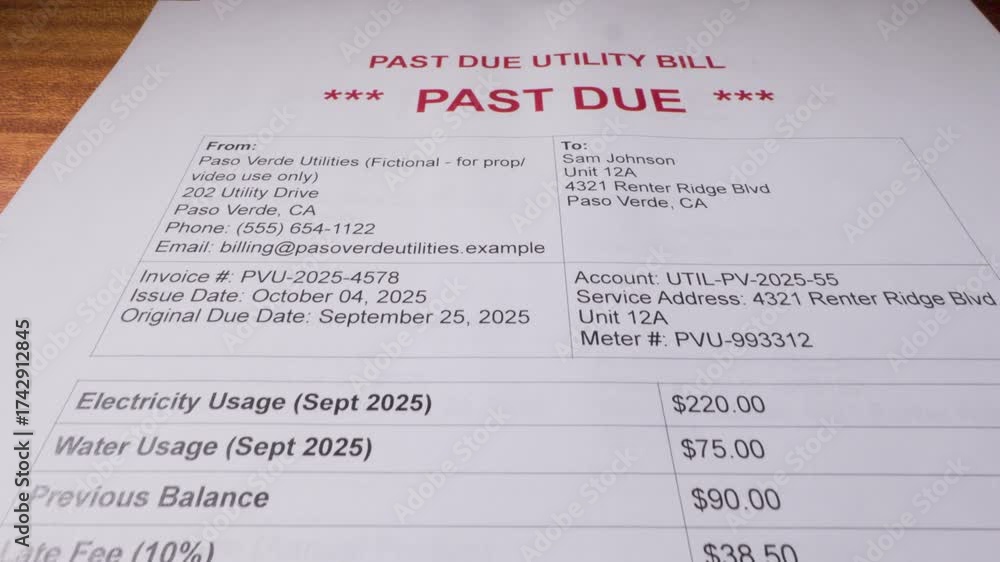 PAST DUE UTILITY BILL
*** PAST DUE ***
From:
Paso Verde Utilities (Fictional - for prop/
video use only)
202 Utility Drive
Paso Verde, CA
Phone: (555) 654-1122
Email: billing@pasoverdeutilities.example
To:
Sam Johnson
Unit 12A
4321 Renter Ridge Blvd
Paso Verde, CA
Invoice #: PVU-2025-4578
Issue Date: October 04, 2025
Original Due Date: September 25, 2025
Account: UTIL-PV-2025-55
Service Address: 4321 Renter Ridge Blvd
Unit 12A
Meter #: PVU-993312
Electricity Usage (Sept 2025) $220.00
Water Usage (Sept 2025) $75.00
Previous Balance $90.00
Late Fee (10%) $38.50
Adobe Stock | #1742912845
Adobe Stock